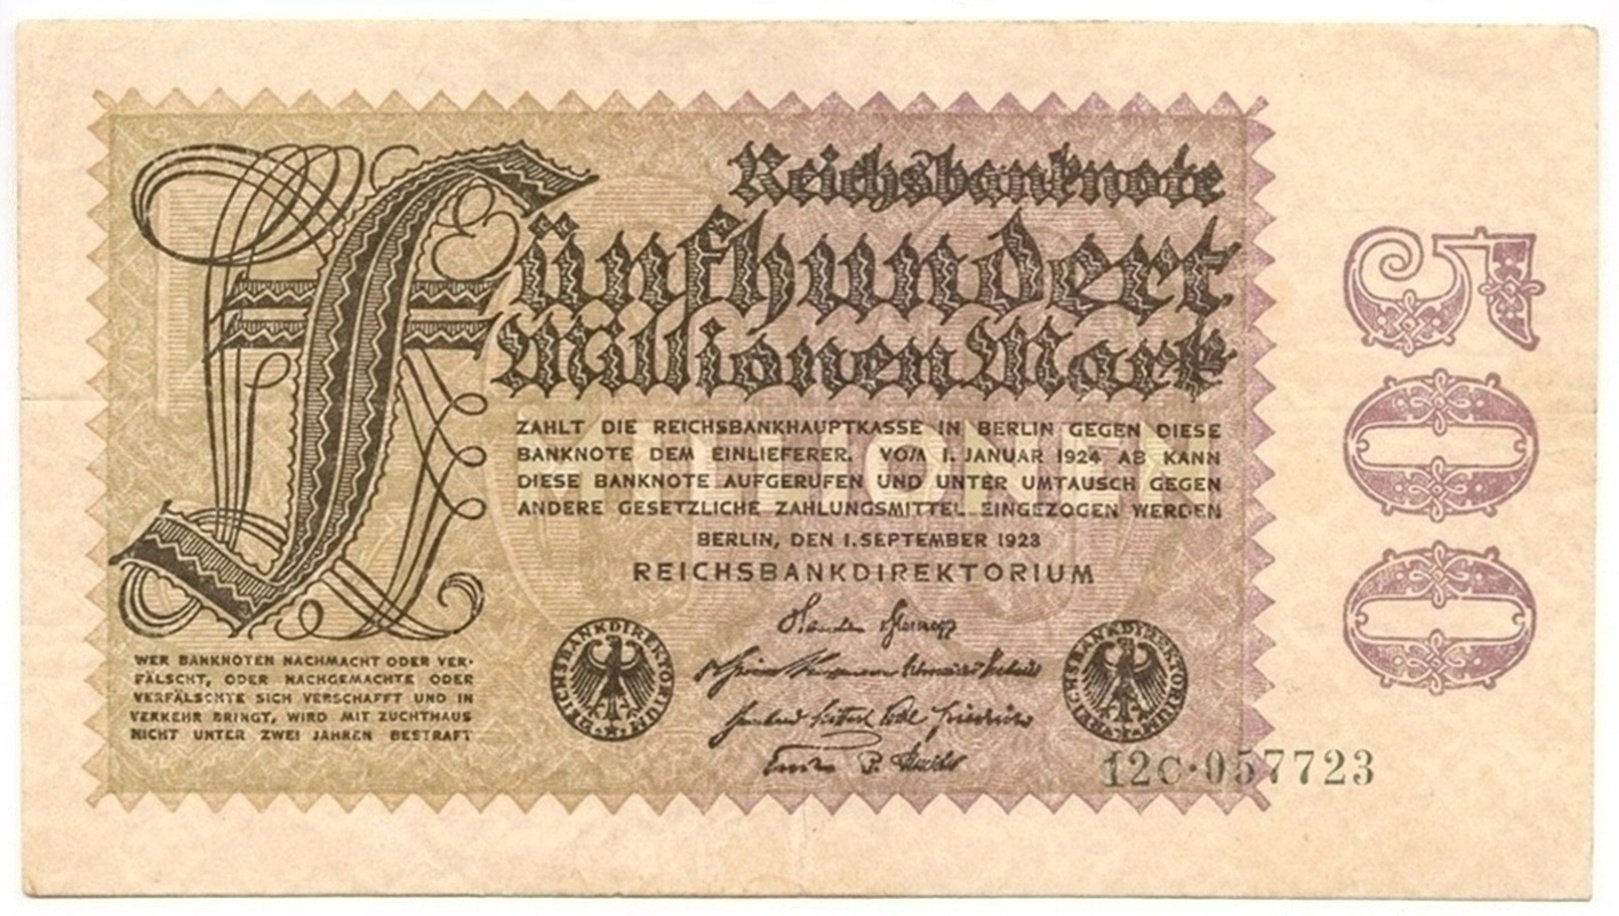 Reichsbanknote
Fünfhundert
Millionen Mark
500
ZAHLT DIE REICHSBANKHAUPTKASSE IN BERLIN GEGEN DIESE
BANKNOTE DEM EINLIEFERER. VOM 1. JANUAR 1924 AB KANN
DIESE BANKNOTE AUFGERUFEN UND UNTER UMTAUSCH GEGEN
ANDERE GESETZLICHE ZAHLUNGSMITTEL EINGEZOGEN WERDEN
MILLIONEN
BERLIN, DEN 1. SEPTEMBER 1923
REICHSBANKDIREKTORIUM
WER BANKNOTEN NACHMACHT ODER VER-
FÄLSCHT, ODER NACHGEMACHTE ODER
VERFÄLSCHTE SICH VERSCHAFFT UND IN
VERKEHR BRINGT, WIRD MIT ZUCHTHAUS
NICHT UNTER ZWEI JAHREN BESTRAFT
REICHSBANKDIREKTORIUM
REICHSBANKDIREKTORIUM
12C·057723